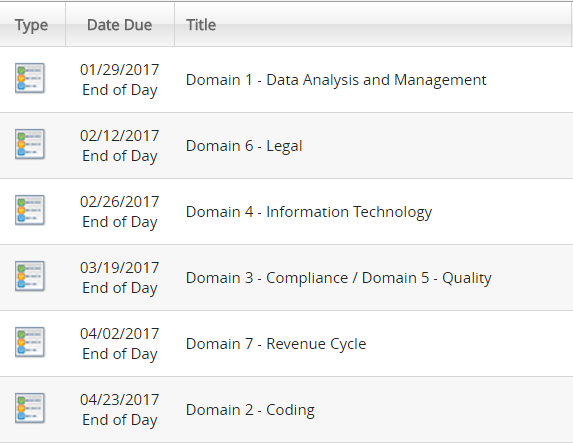 Type Date Due Title
01/29/2017
End of Day
Domain 1 - Data Analysis and Management
02/12/2017
End of Day
Domain 6 - Legal
02/26/2017
End of Day
Domain 4 - Information Technology
03/19/2017
End of Day
Domain 3 - Compliance / Domain 5 - Quality
04/02/2017
End of Day
Domain 7 - Revenue Cycle
04/23/2017
End of Day
Domain 2 - Coding